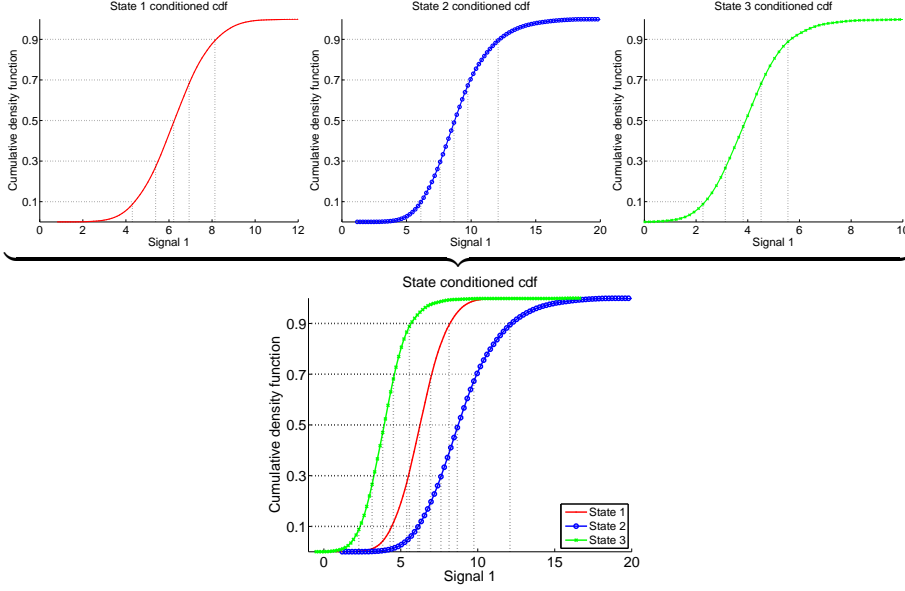 State 1 conditioned cdf
Cumulative density function
0.9
0.7
0.5
0.3
0.1
0 2 4 6 8 10 12
Signal 1
State 2 conditioned cdf
Cumulative density function
0.9
0.7
0.5
0.3
0.1
0 5 10 15 20
Signal 1
State 3 conditioned cdf
Cumulative density function
0.9
0.7
0.5
0.3
0.1
0 2 4 6 8 10
Signal 1
State conditioned cdf
Cumulative density function
0.9
0.7
0.5
0.3
0.1
0 5 10 15 20
Signal 1
State 1
State 2
State 3